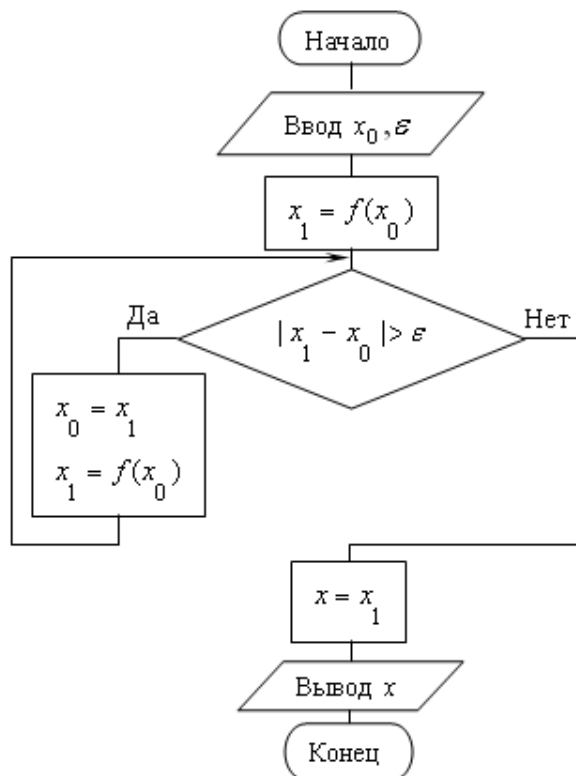 Начало
Ввод x₀, ε
x₁ = f(x₀)
Да
|x₁ − x₀| > ε
Нет
x₀ = x₁
x₁ = f(x₀)
x = x₁
Вывод x
Конец